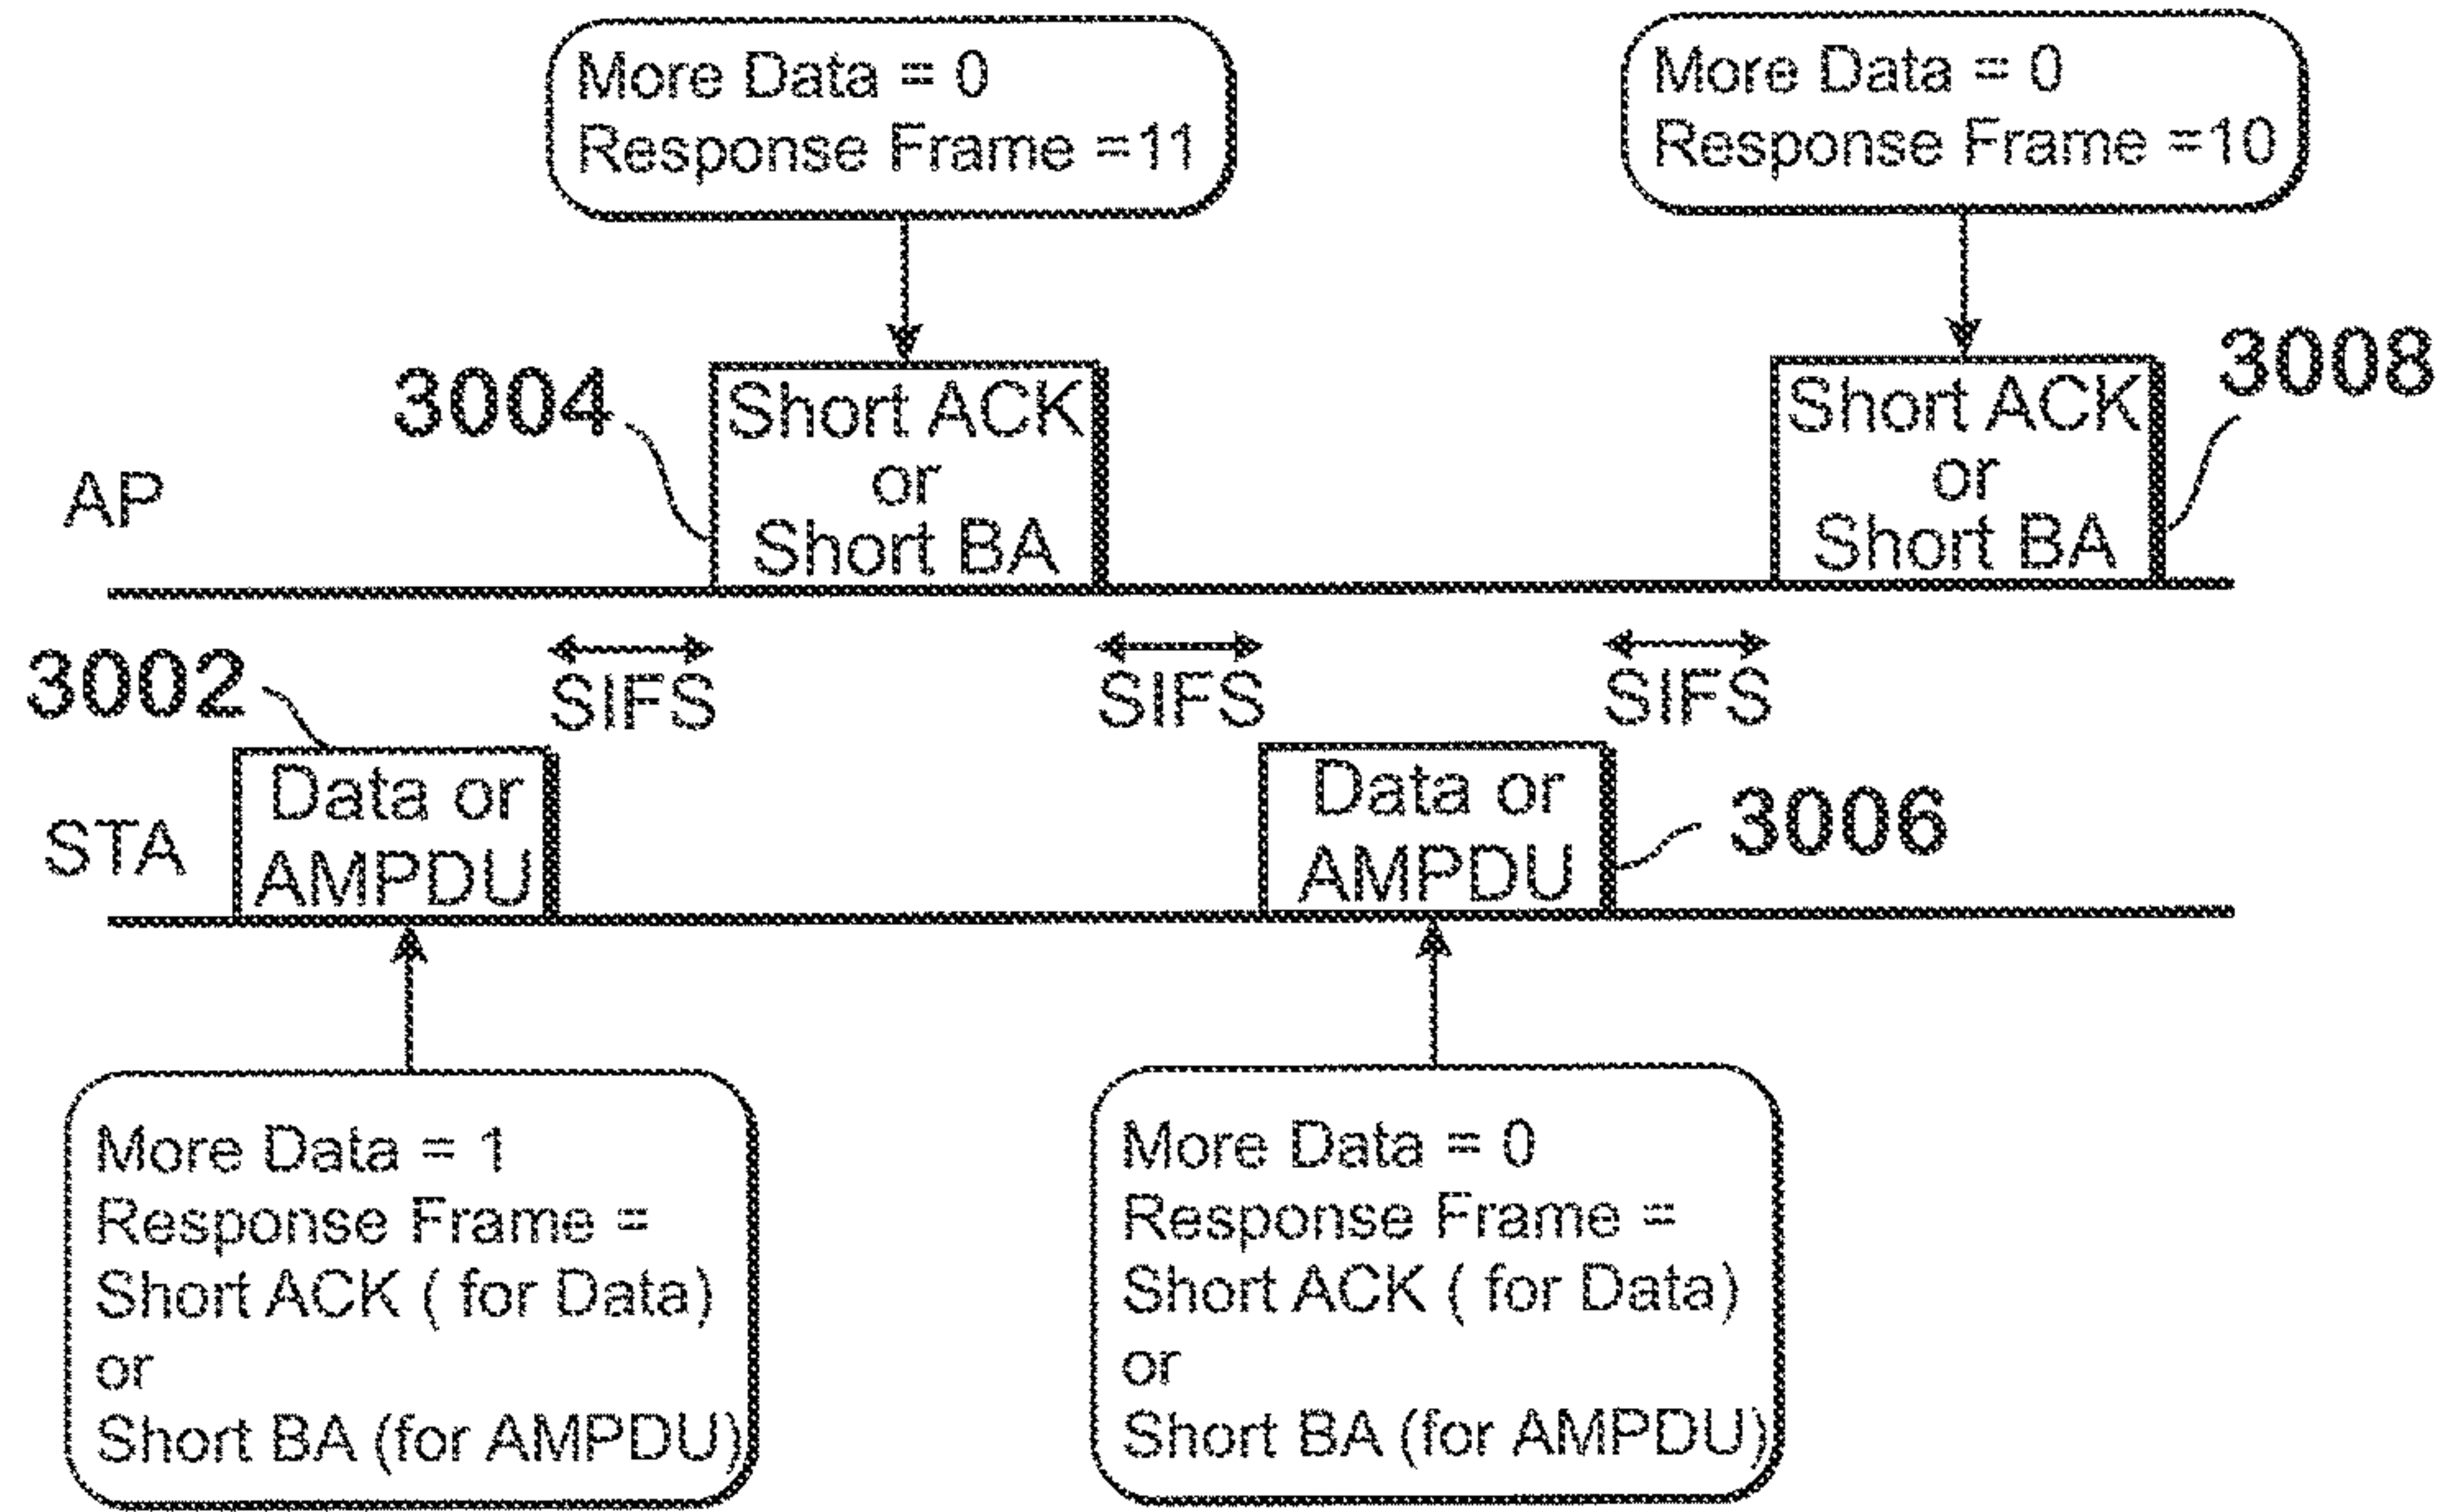 More Data = 0
Response Frame =11
More Data = 0
Response Frame =10
3004
Short ACK
or
Short BA
Short ACK
or
Short BA
3008
AP
SIFS
SIFS
SIFS
3002
Data or
AMPDU
Data or
AMPDU
3006
STA
More Data = 1
Response Frame =
Short ACK ( for Data)
or
Short BA (for AMPDU)
More Data = 0
Response Frame =
Short ACK ( for Data)
or
Short BA (for AMPDU)